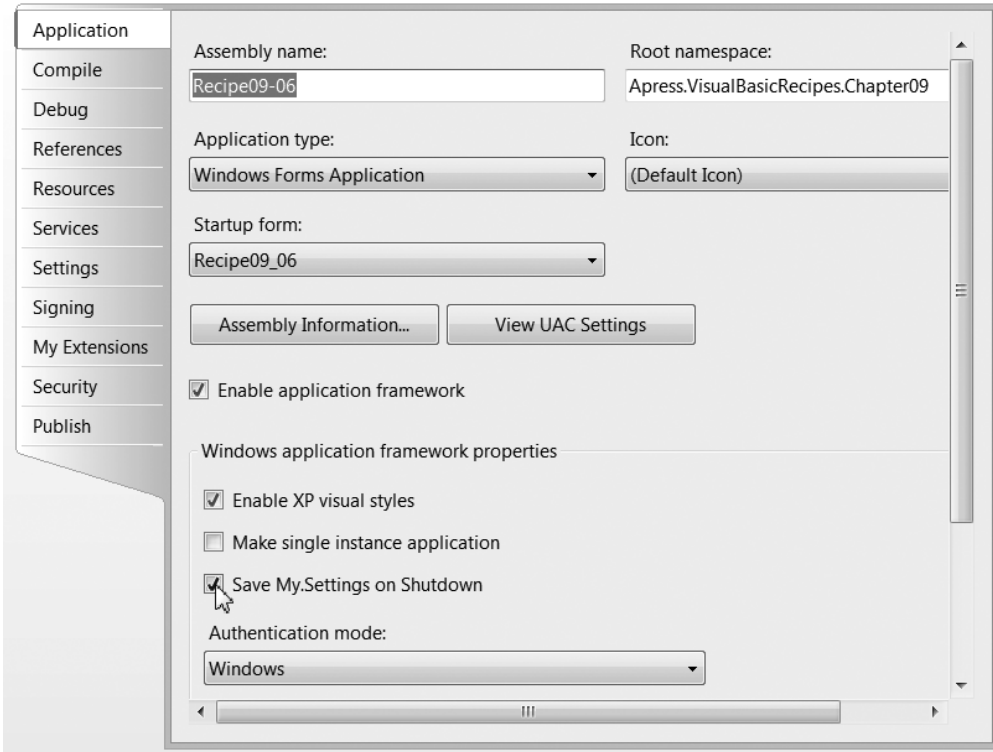 Application
Compile
Debug
References
Resources
Services
Settings
Signing
My Extensions
Security
Publish
Assembly name:
Root namespace:
Recipe09-06
Apress.VisualBasicRecipes.Chapter09
Application type:
Icon:
Windows Forms Application
(Default Icon)
Startup form:
Recipe09_06
Assembly Information...
View UAC Settings
Enable application framework
Windows application framework properties
Enable XP visual styles
Make single instance application
Save My.Settings on Shutdown
Authentication mode:
Windows